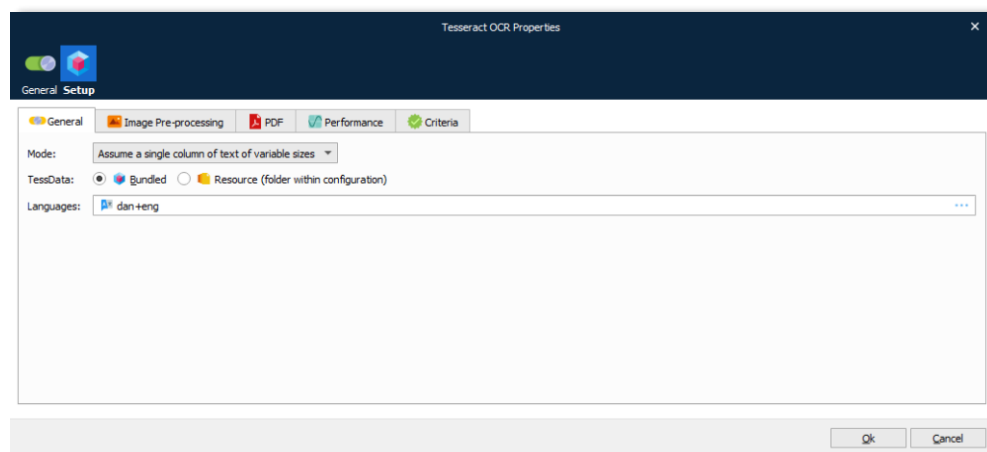 Tesseract OCR Properties
General Setup
General Image Pre-processing PDF Performance Criteria
Mode: Assume a single column of text of variable sizes
TessData: Bundled Resource (folder within configuration)
Languages: dan+eng
Ok Cancel